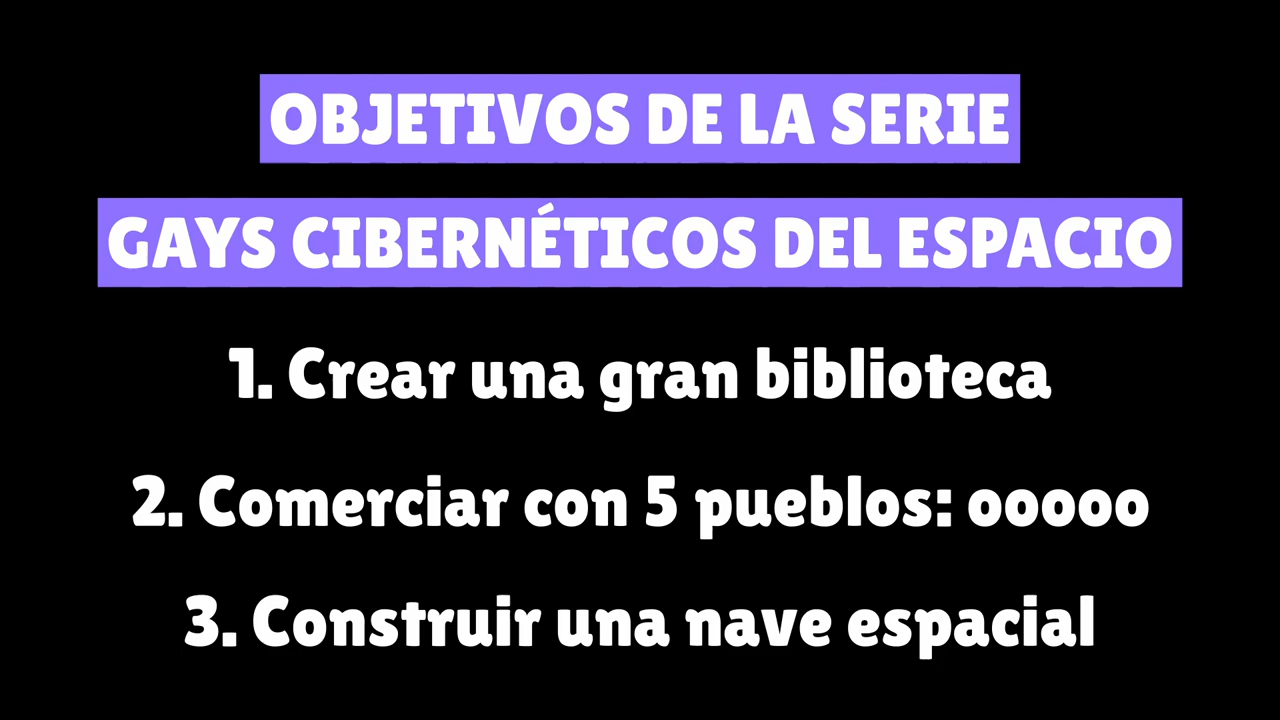 OBJETIVOS DE LA SERIE
GAYS CIBERNÉTICOS DEL ESPACIO
1. Crear una gran biblioteca
2. Comerciar con 5 pueblos: ooooo
3. Construir una nave espacial